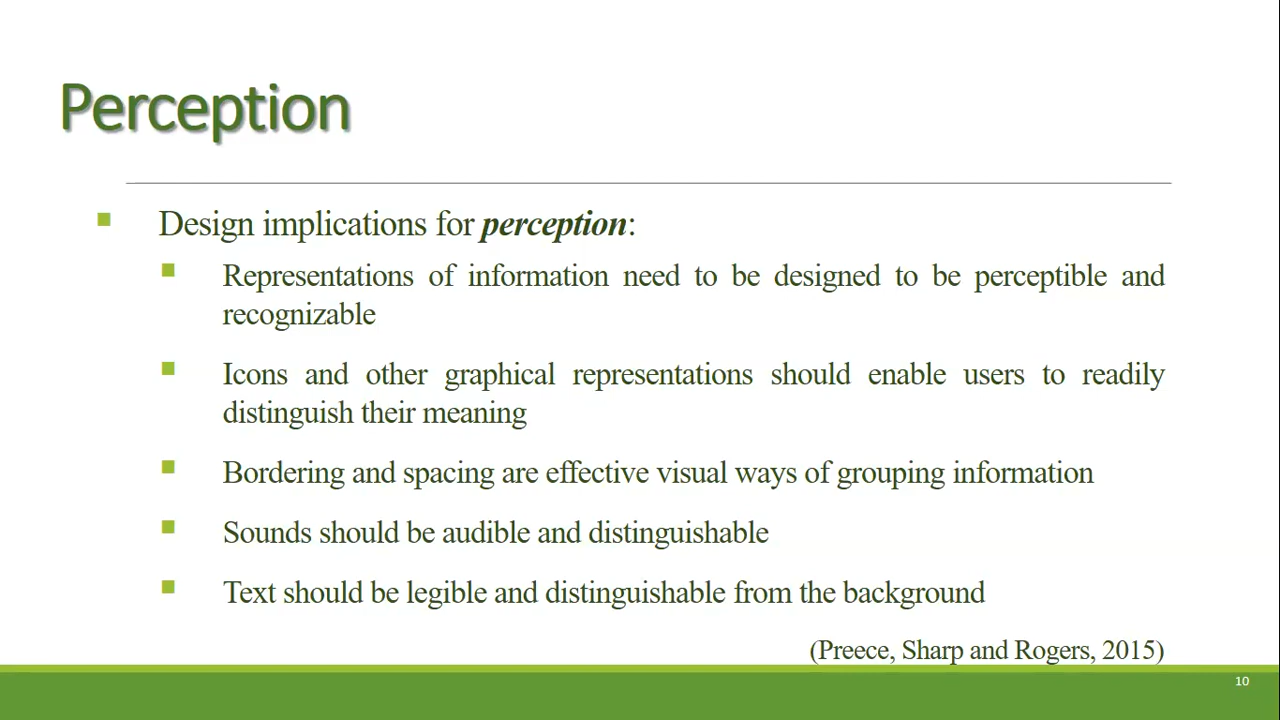 Perception
Design implications for perception:
Representations of information need to be designed to be perceptible and
recognizable
Icons and other graphical representations should enable users to readily
distinguish their meaning
Bordering and spacing are effective visual ways of grouping information
Sounds should be audible and distinguishable
Text should be legible and distinguishable from the background
(Preece, Sharp and Rogers, 2015)
10